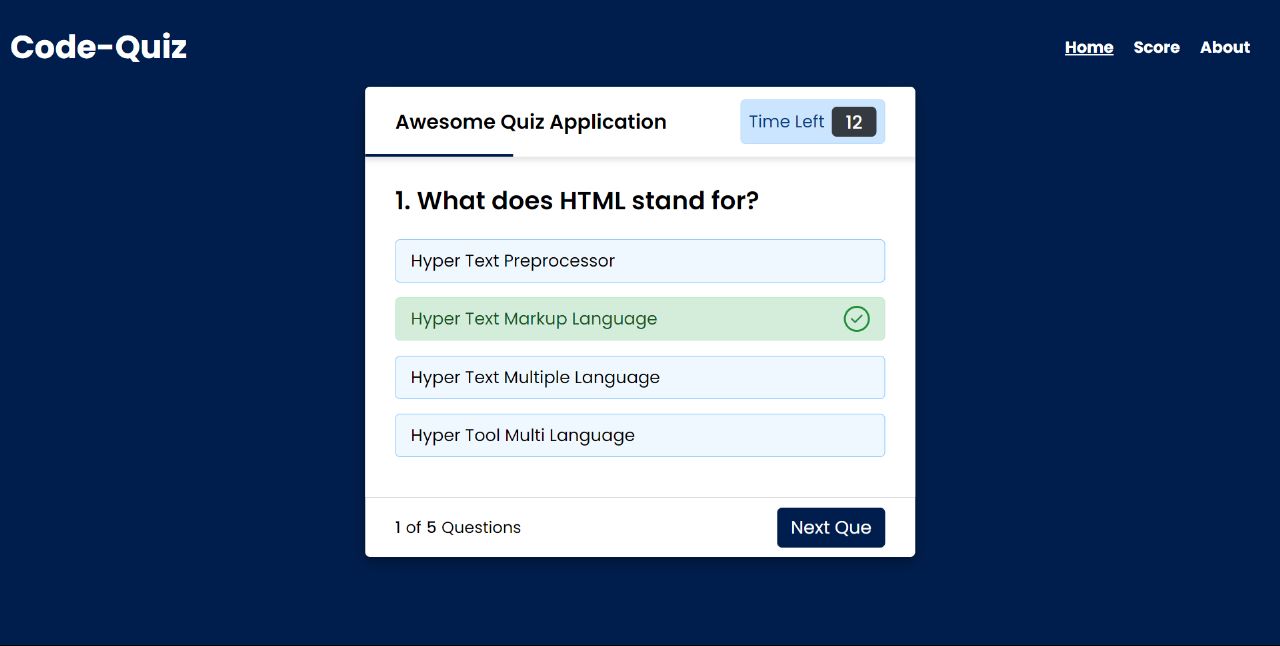 Code-Quiz
Home Score About
Awesome Quiz Application
Time Left 12
1. What does HTML stand for?
Hyper Text Preprocessor
Hyper Text Markup Language
Hyper Text Multiple Language
Hyper Tool Multi Language
1 of 5 Questions
Next Que